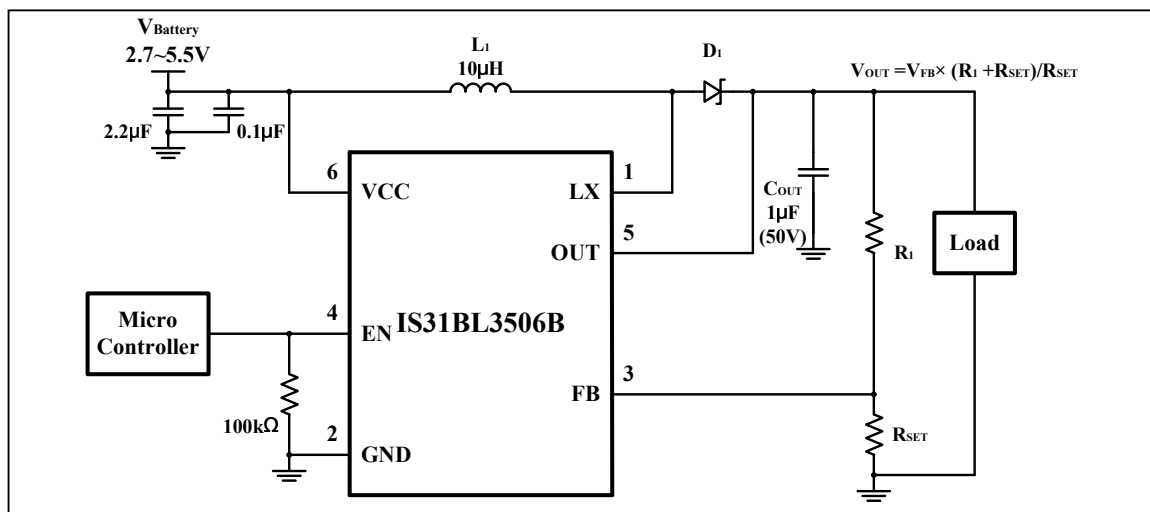 VBattery
2.7~5.5V
2.2µF
0.1µF
L1
10µH
D1
VOUT =VFB× (R1 +RSET)/RSET
6
VCC
1
LX
COUT
1µF
(50V)
5
OUT
R1
Load
Micro
Controller
4
EN
IS31BL3506B
3
FB
100kΩ
2
GND
RSET